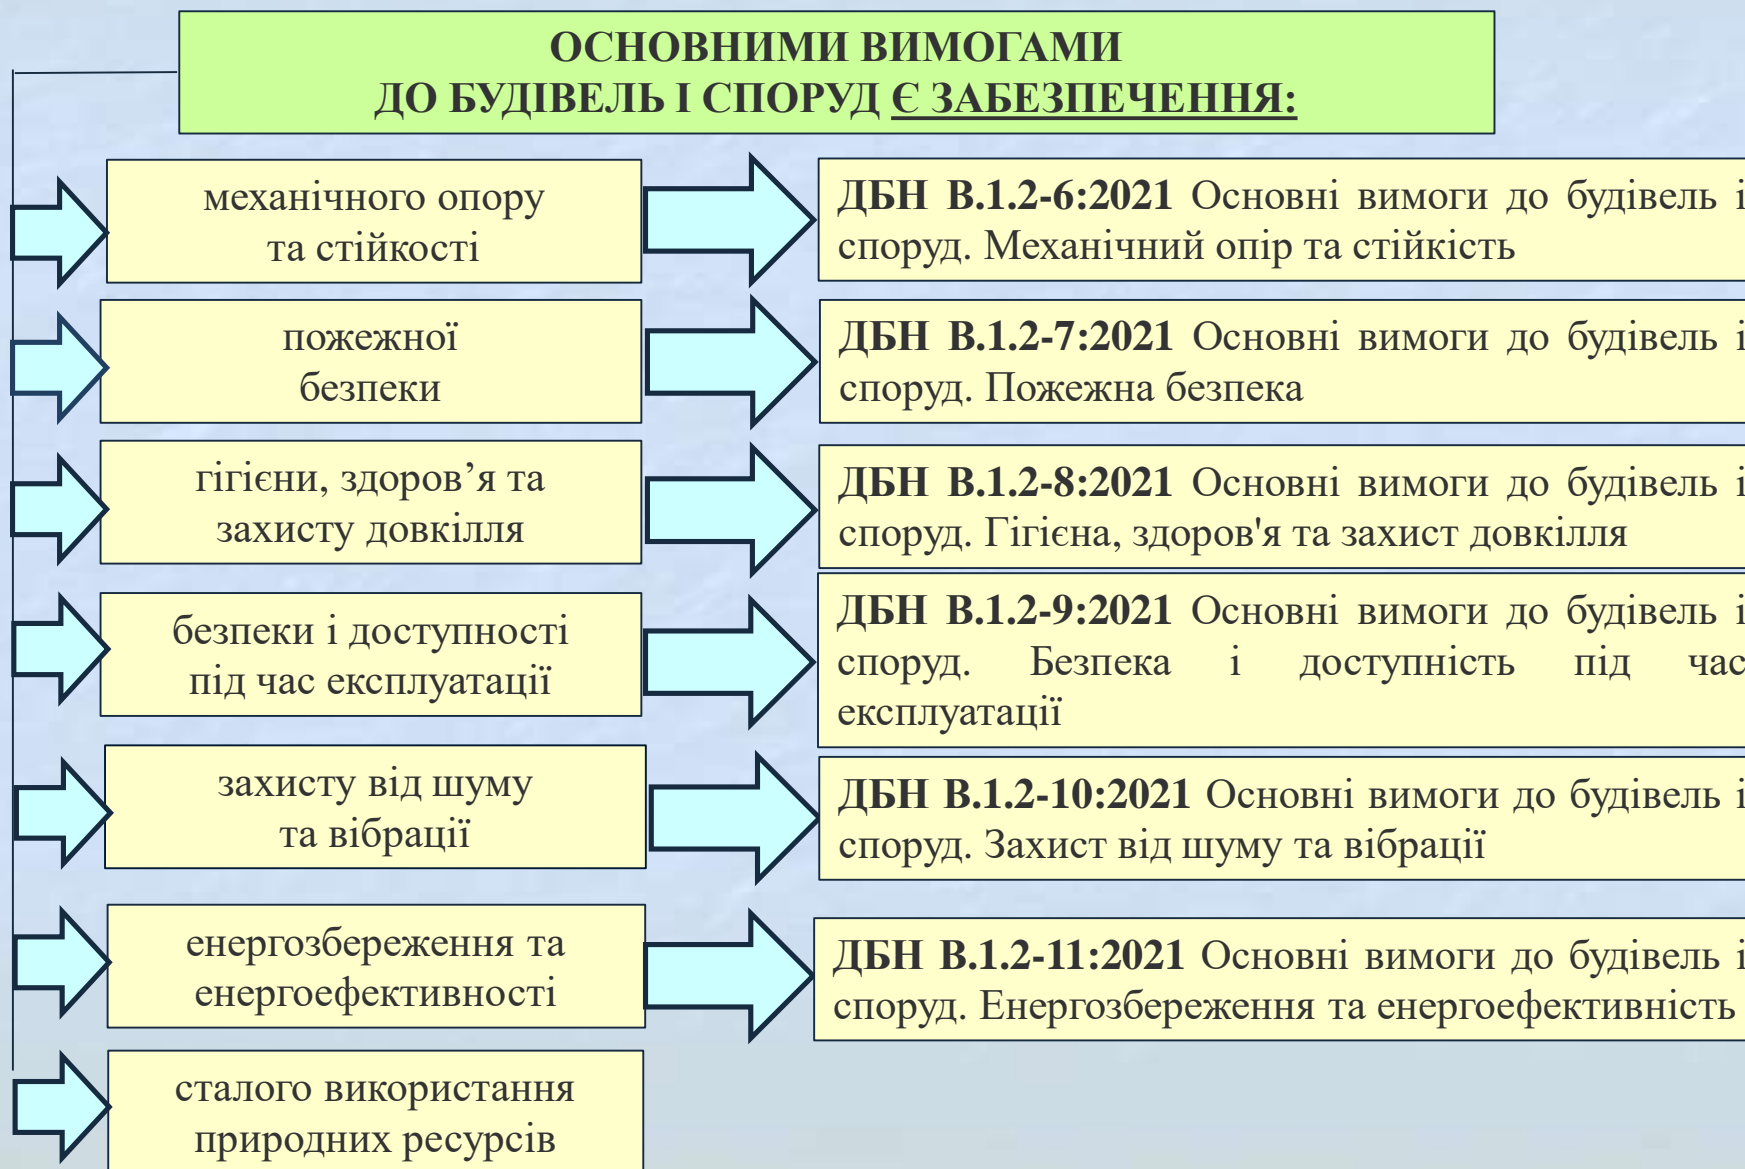 ОСНОВНИМИ ВИМОГАМИ
ДО БУДІВЕЛЬ І СПОРУД Є ЗАБЕЗПЕЧЕННЯ:
механічного опору
та стійкості
ДБН В.1.2-6:2021 Основні вимоги до будівель і
споруд. Механічний опір та стійкість
пожежної
безпеки
ДБН В.1.2-7:2021 Основні вимоги до будівель і
споруд. Пожежна безпека
гігієни, здоров’я та
захисту довкілля
ДБН В.1.2-8:2021 Основні вимоги до будівель і
споруд. Гігієна, здоров'я та захист довкілля
безпеки і доступності
під час експлуатації
ДБН В.1.2-9:2021 Основні вимоги до будівель і
споруд. Безпека і доступність під час
експлуатації
захисту від шуму
та вібрації
ДБН В.1.2-10:2021 Основні вимоги до будівель і
споруд. Захист від шуму та вібрації
енергозбереження та
енергоефективності
ДБН В.1.2-11:2021 Основні вимоги до будівель і
споруд. Енергозбереження та енергоефективність
сталого використання
природних ресурсів